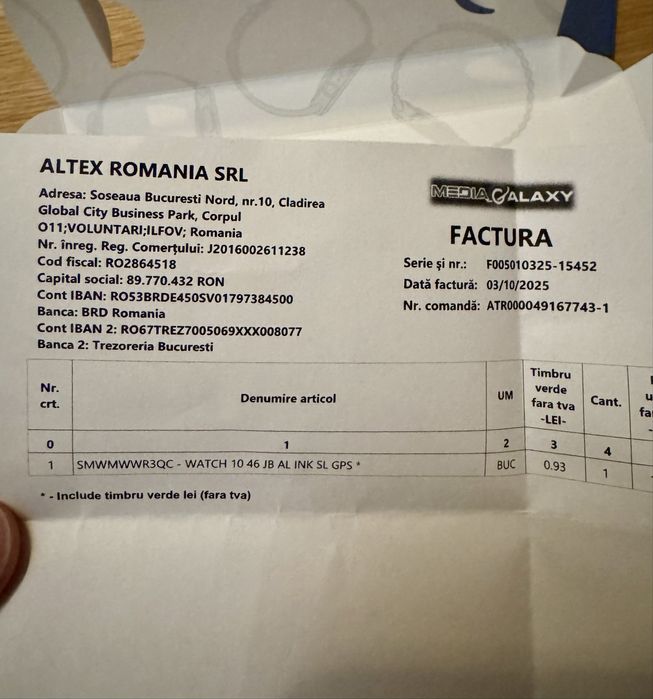 ALTEX ROMANIA SRL
Adresa: Soseaua Bucuresti Nord, nr.10, Cladirea
Global City Business Park, Corpul
O11;VOLUNTARI;ILFOV; Romania
Nr. înreg. Reg. Comerțului: J2016002611238
Cod fiscal: RO2864518
Capital social: 89.770.432 RON
Cont IBAN: RO53BRDE450SV01797384500
Banca: BRD Romania
Cont IBAN 2: RO67TREZ7005069XXX008077
Banca 2: Trezoreria Bucuresti
MEDIA GALAXY
FACTURA
Serie și nr.: F005010325-15452
Dată factură: 03/10/2025
Nr. comandă: ATR000049167743-1
Nr. crt. Denumire articol UM Timbru verde fara tva -LEI- Cant.
0 1 2 3 4
1 SMWMWWR3QC - WATCH 10 46 JB AL INK SL GPS * BUC 0.93 1
* - Include timbru verde lei (fara tva)